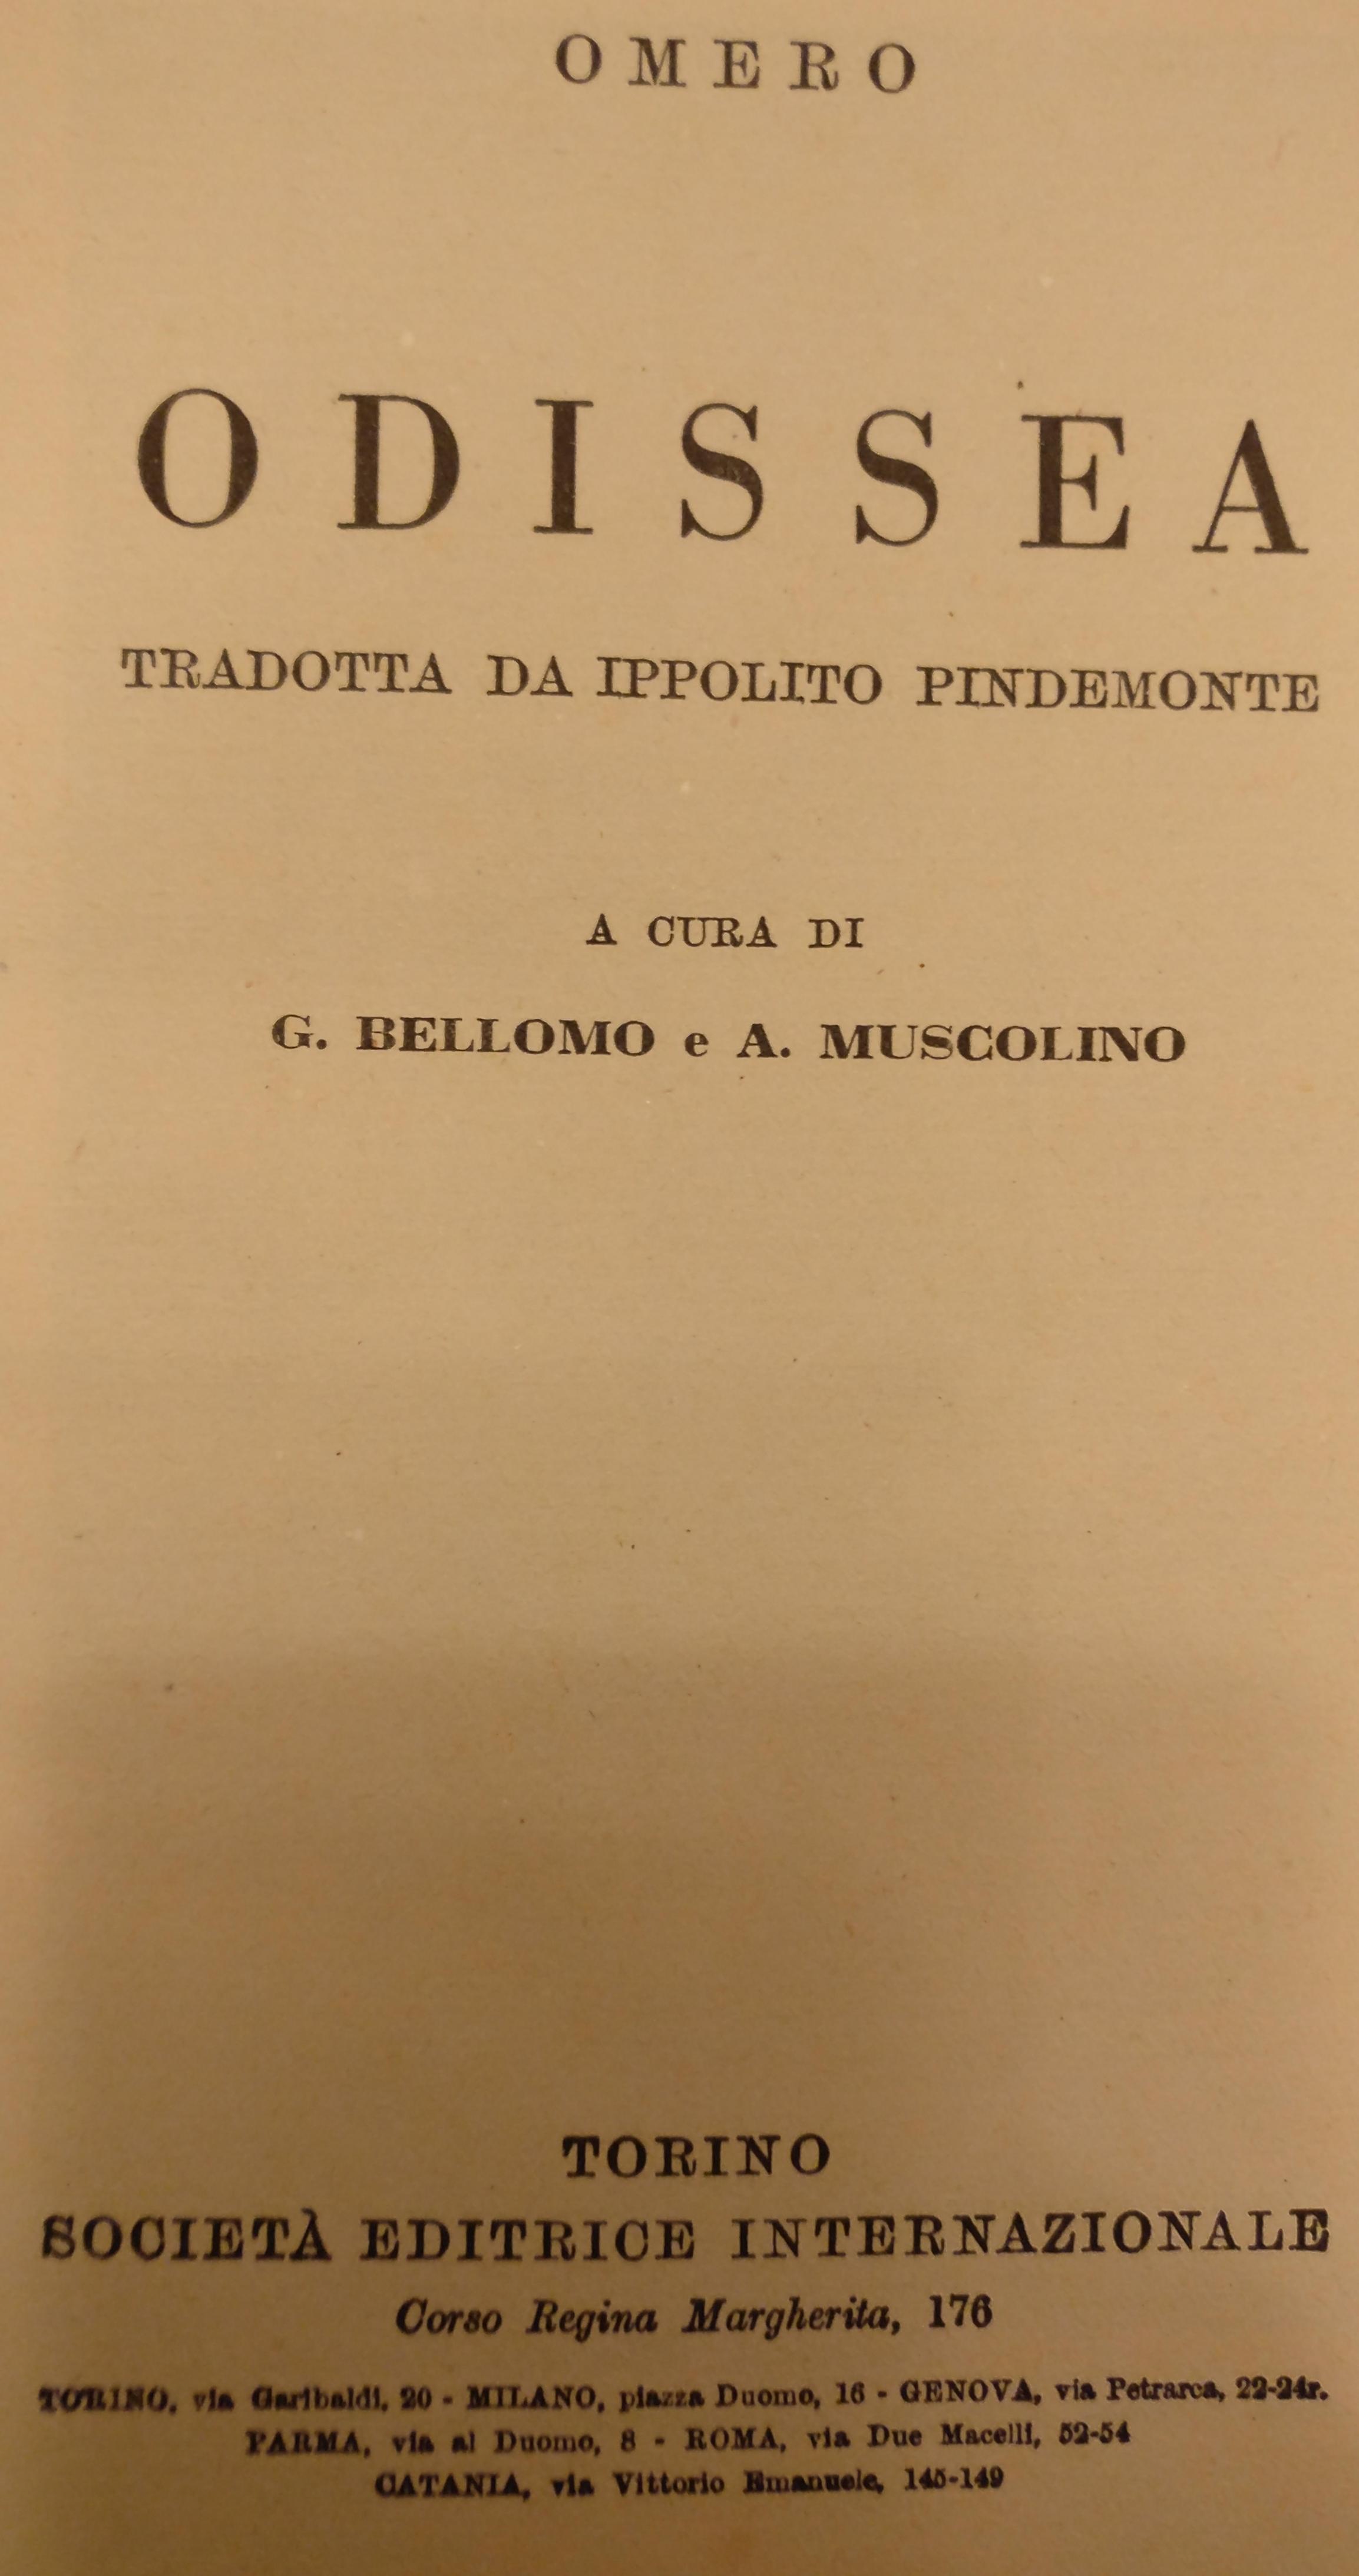 OMERO
ODISSEA
TRADOTTA DA IPPOLITO PINDEMONTE
A CURA DI
G. BELLOMO e A. MUSCOLINO
TORINO
SOCIETÀ EDITRICE INTERNAZIONALE
Corso Regina Margherita, 176
TORINO, via Garibaldi, 20 - MILANO, piazza Duomo, 16 - GENOVA, via Petrarca, 22-24r.
PARMA, via al Duomo, 8 - ROMA, via Due Macelli, 52-54
CATANIA, via Vittorio Emanuele, 145-149